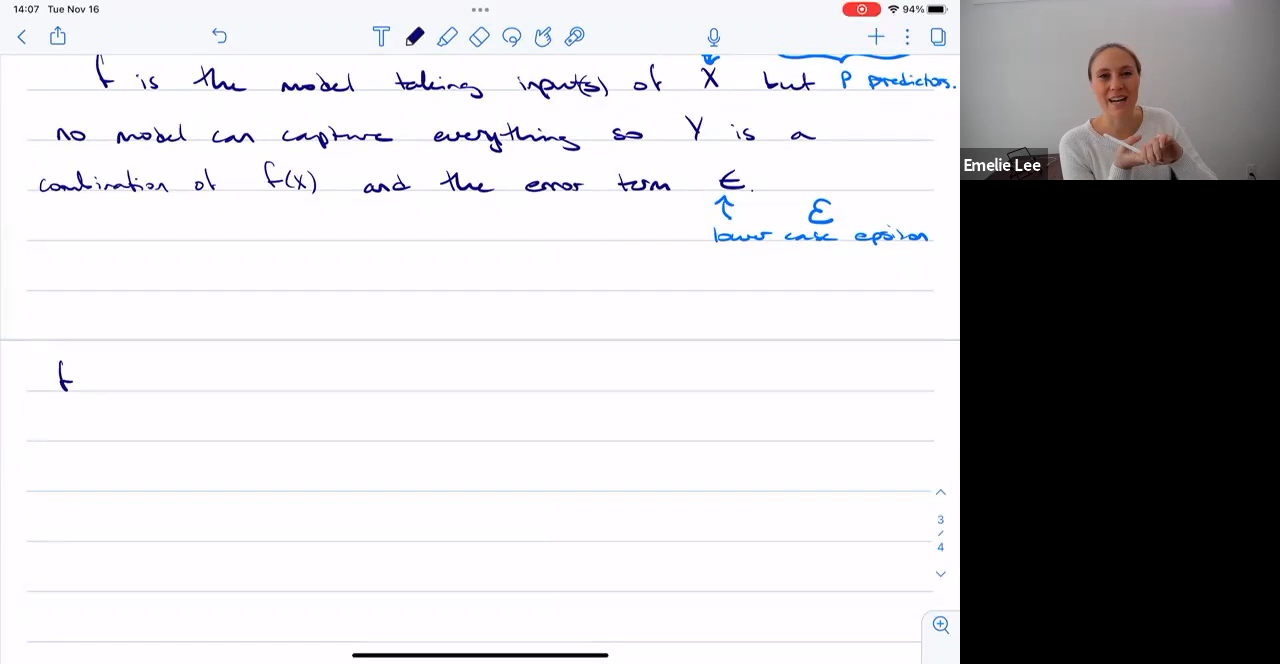 14:07 Tue Nov 16
94%
f is the model taking input(s) of X but p predictors.
no model can capture everything so Y is a
combination of f(X) and the error term ϵ.
ε
lower case epsilon
f
3
/
4
Emelie Lee